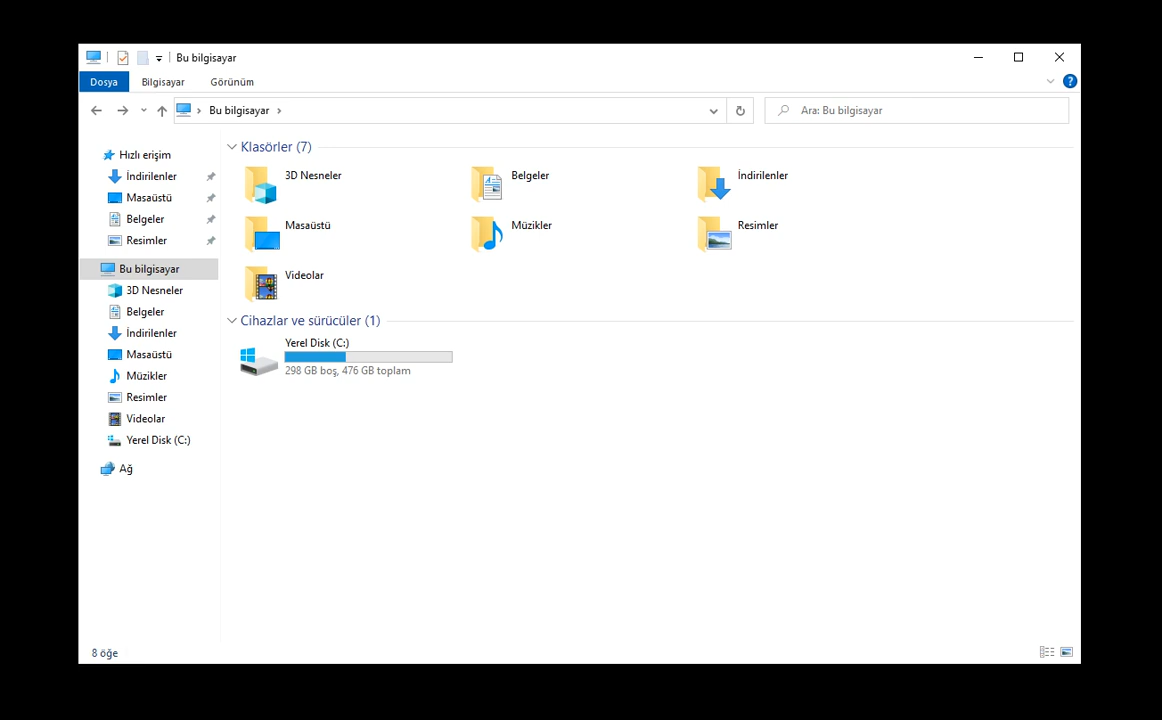 Bu bilgisayar
Dosya Bilgisayar Görünüm
Bu bilgisayar
Ara: Bu bilgisayar
Hızlı erişim
İndirilenler
Masaüstü
Belgeler
Resimler
Bu bilgisayar
3D Nesneler
Belgeler
İndirilenler
Masaüstü
Müzikler
Resimler
Videolar
Yerel Disk (C:)
Ağ
Klasörler (7)
3D Nesneler
Belgeler
İndirilenler
Masaüstü
Müzikler
Resimler
Videolar
Cihazlar ve sürücüler (1)
Yerel Disk (C:)
298 GB boş, 476 GB toplam
8 öğe